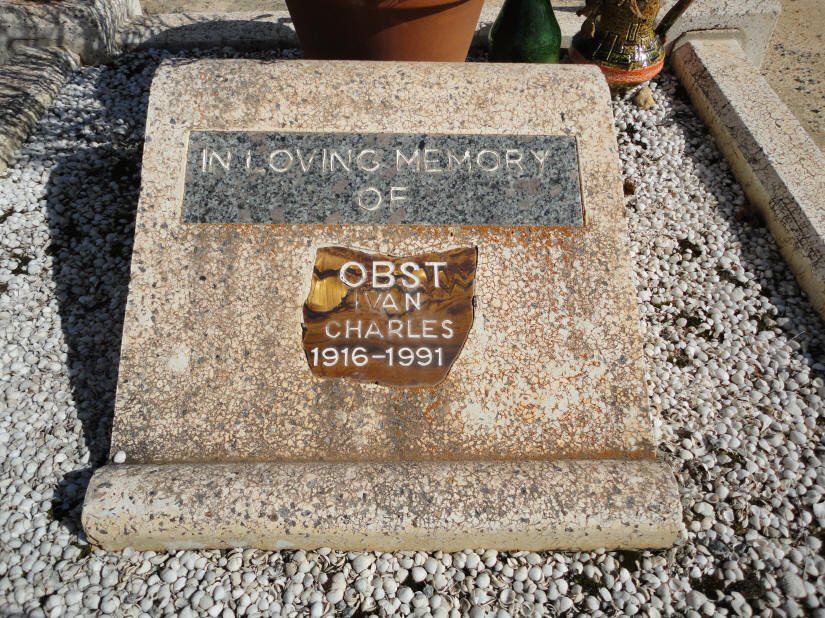 IN LOVING MEMORY
OF
OBST
IVAN
CHARLES
1916-1991